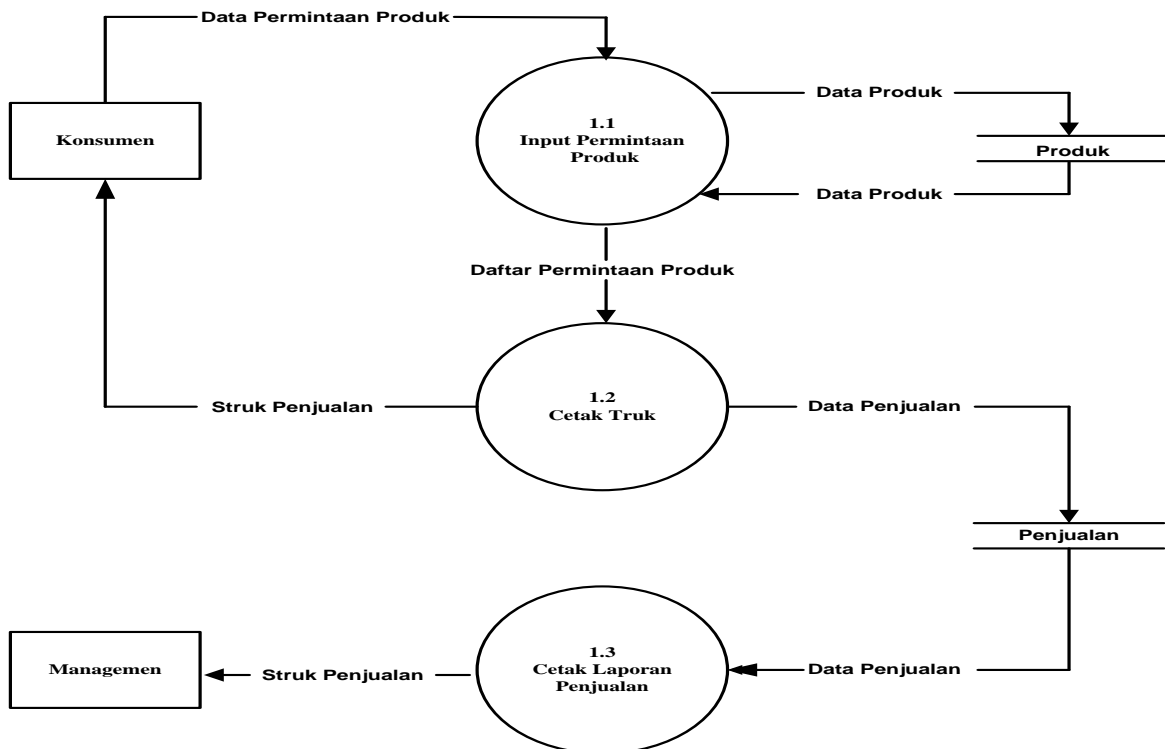 Data Permintaan Produk
Konsumen
1.1
Input Permintaan
Produk
Data Produk
Produk
Data Produk
Daftar Permintaan Produk
Struk Penjualan
1.2
Cetak Truk
Data Penjualan
Penjualan
Managemen
Struk Penjualan
1.3
Cetak Laporan
Penjualan
Data Penjualan